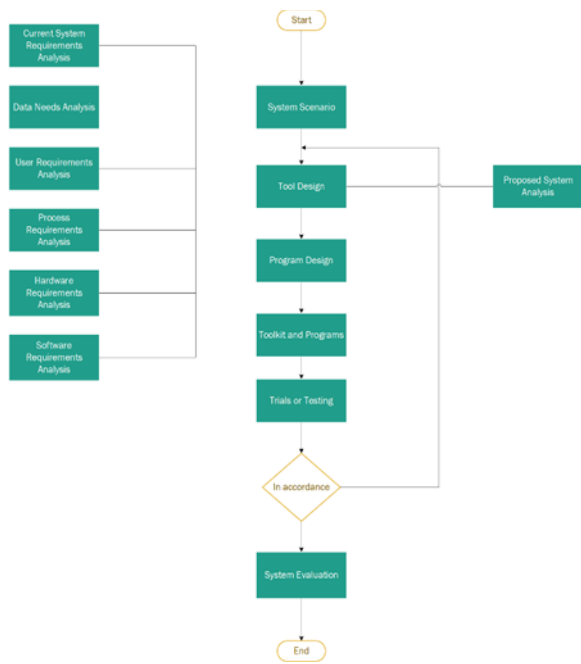 Start
Current System
Requirements
Analysis
System Scenario
Data Needs Analysis
User Requirements
Analysis
Tool Design
Proposed System
Analysis
Process
Requirements
Analysis
Program Design
Hardware
Requirements
Analysis
Toolkit and Programs
Software
Requirements
Analysis
Trials or Testing
In accordance
System Evaluation
End